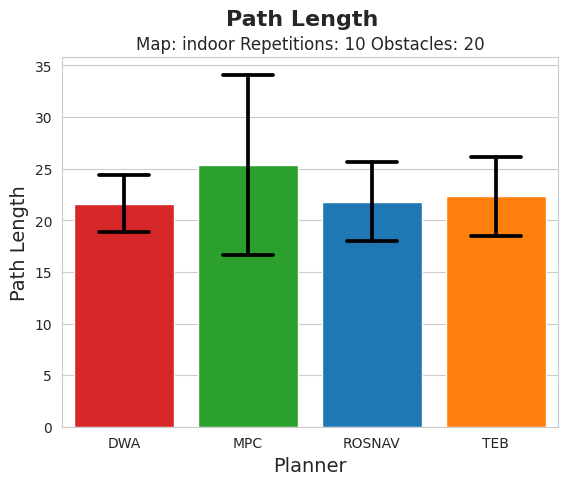 Path Length
Map: indoor Repetitions: 10 Obstacles: 20
35
30
25
20
15
10
5
0
Path Length
DWA MPC ROSNAV TEB
Planner